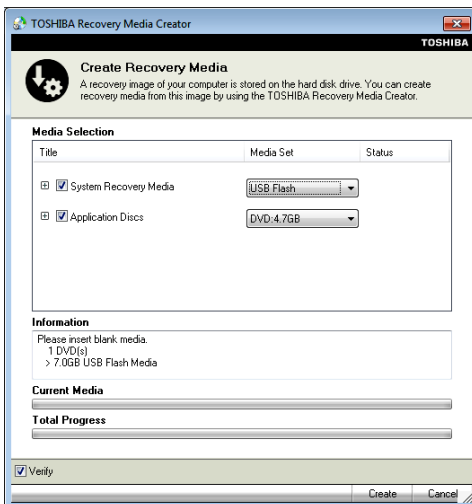 TOSHIBA Recovery Media Creator
TOSHIBA
Create Recovery Media
A recovery image of your computer is stored on the hard disk drive. You can create
recovery media from this image by using the TOSHIBA Recovery Media Creator.
Media Selection
Title Media Set Status
System Recovery Media USB Flash
Application Discs DVD:4.7GB
Information
Please insert blank media.
1 DVD(s)
> 7.0GB USB Flash Media
Current Media
Total Progress
Verify
Create Cancel